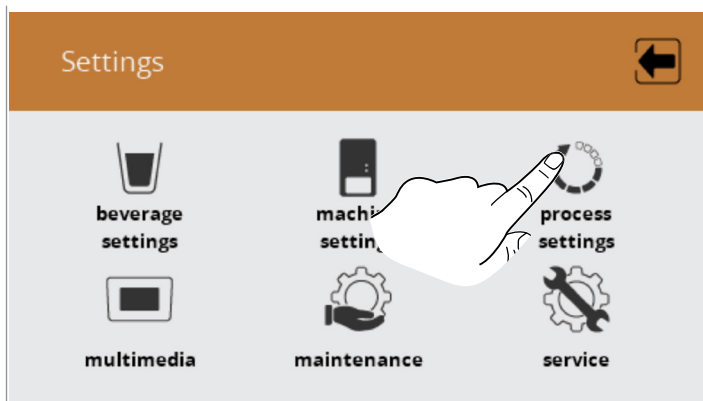 Settings
beverage
settings
process
settings
multimedia
maintenance
service